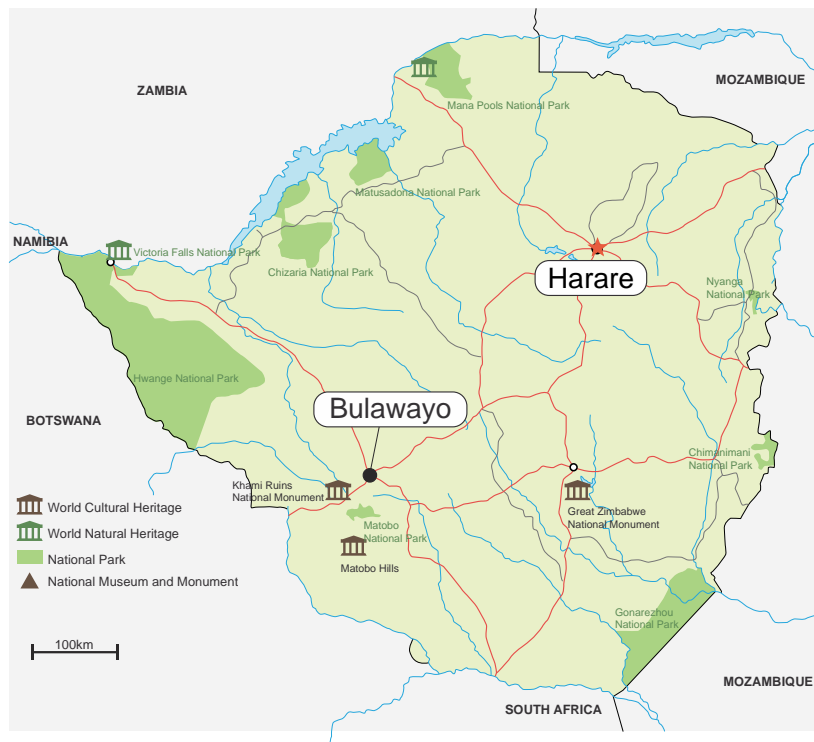 MOZAMBIQUE
ZAMBIA
Mana Pools National Park
Matusadona National Park
NAMIBIA
Victoria Falls National Park
Chizaria National Park
Harare
Nyanga
National Park
Hwange National Park
Bulawayo
BOTSWANA
Chimanimani
National Park
Khami Ruins
National Monument
Great Zimbabwe
National Monument
Matobo
National Park
Matobo Hills
World Cultural Heritage
World Natural Heritage
National Park
National Museum and Monument
Gonarezhou
National Park
100km
MOZAMBIQUE
SOUTH AFRICA